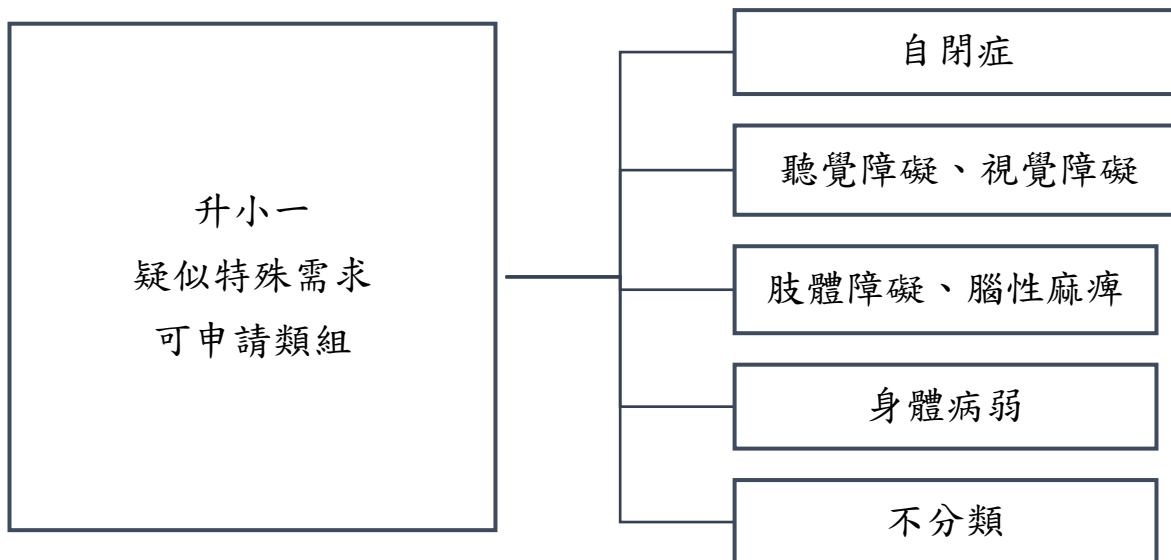 升小一
疑似特殊需求
可申請類組
自閉症
聽覺障礙、視覺障礙
肢體障礙、腦性麻痺
身體病弱
不分類